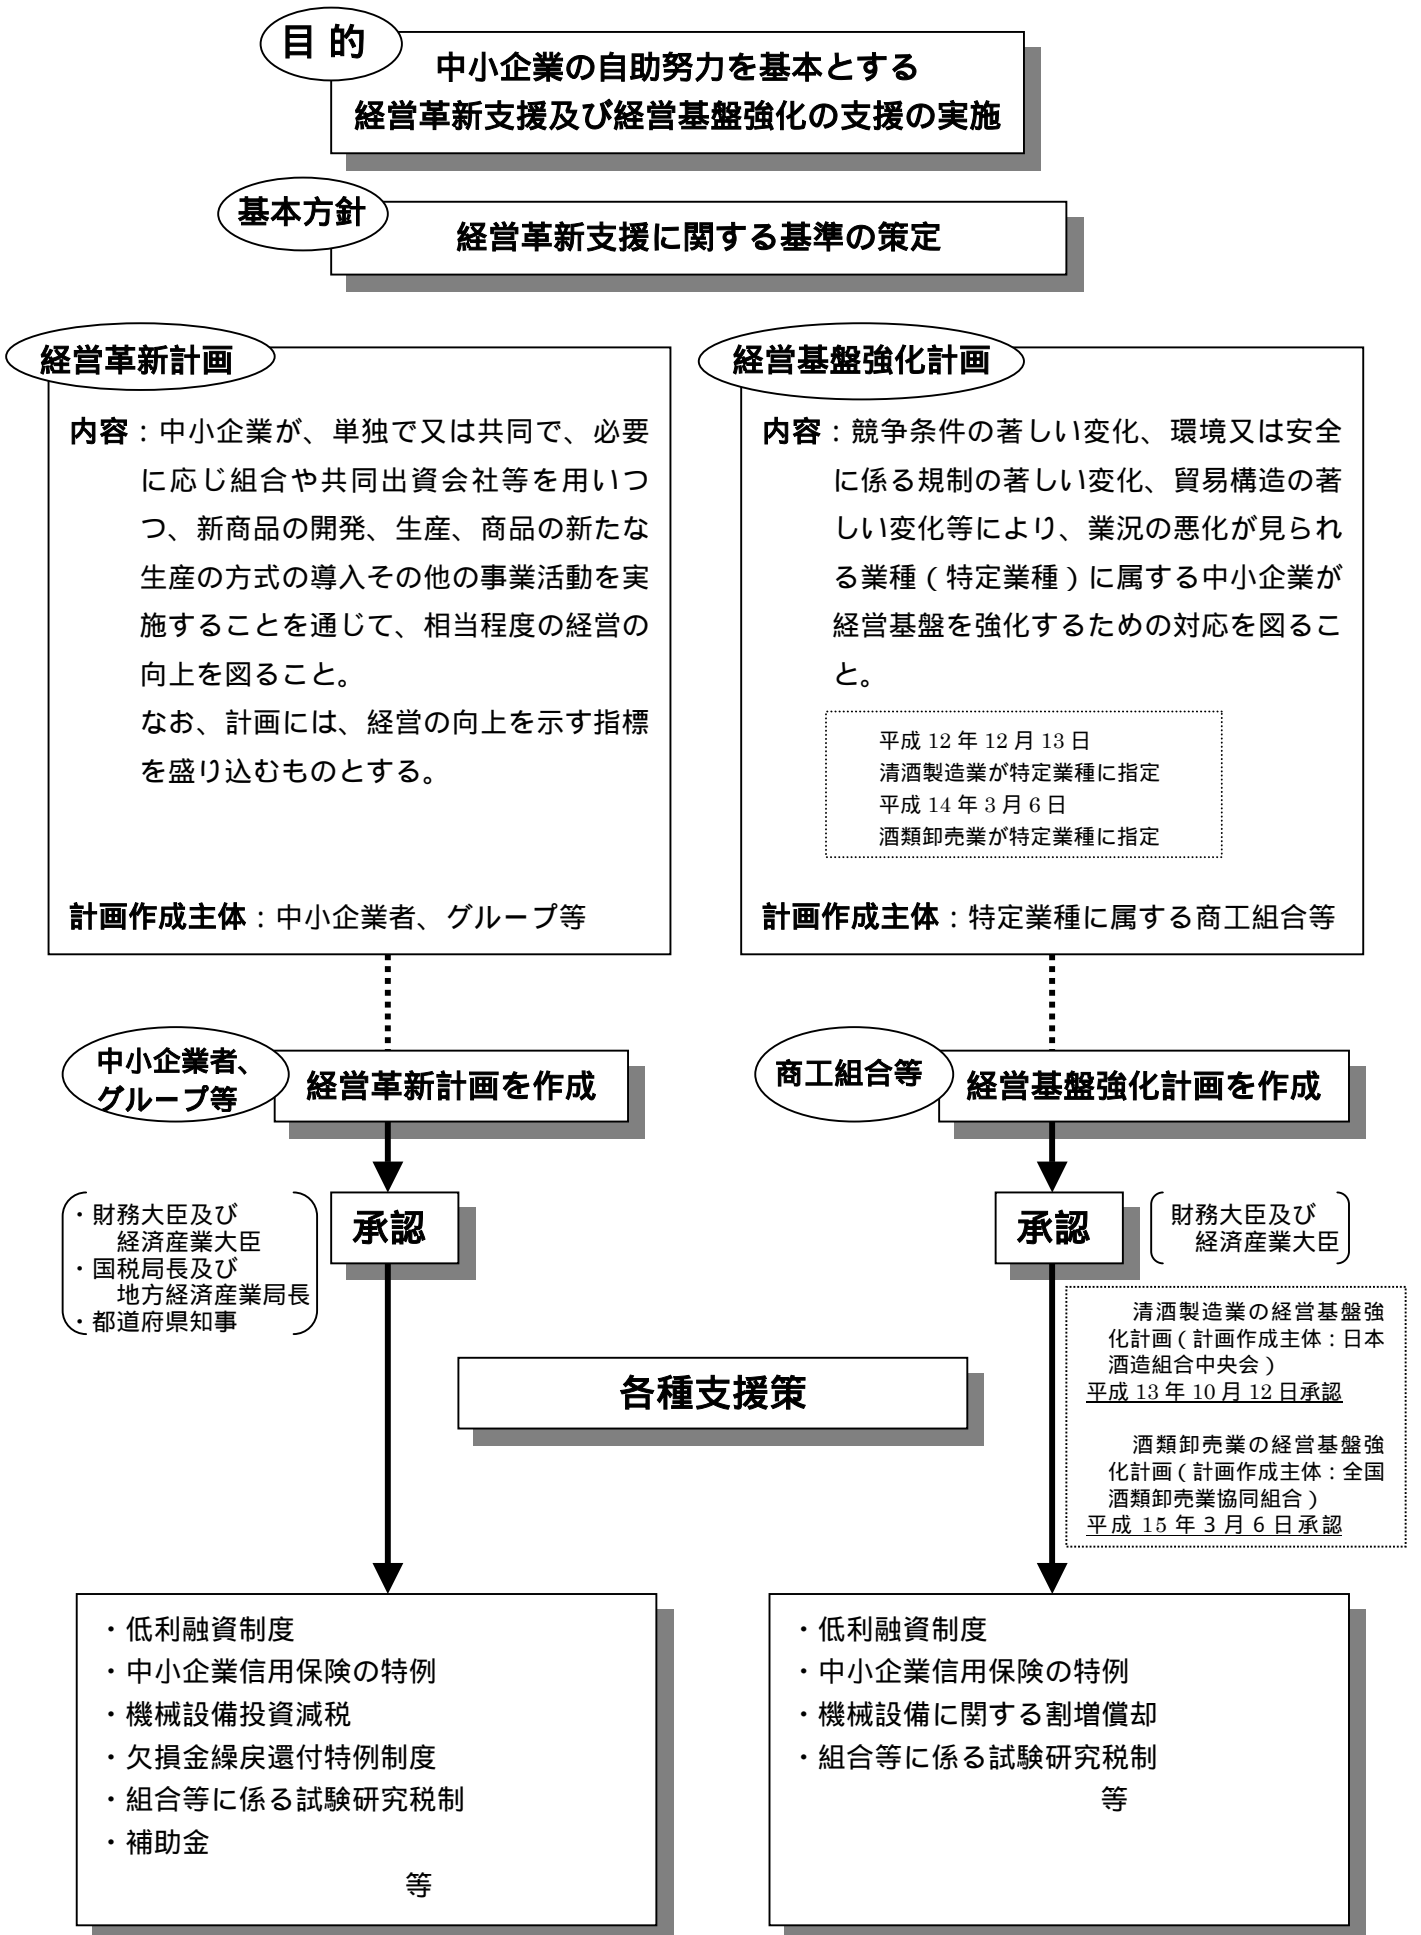 目 的
中小企業の自助努力を基本とする
経営革新支援及び経営基盤強化の支援の実施
基本方針
経営革新支援に関する基準の策定
経営革新計画
内容：中小企業が、単独で又は共同で、必要
に応じ組合や共同出資会社等を用いつ
つ、新商品の開発、生産、商品の新たな
生産の方式の導入その他の事業活動を実
施することを通じて、相当程度の経営の
向上を図ること。
なお、計画には、経営の向上を示す指標
を盛り込むものとする。
計画作成主体：中小企業者、グループ等
経営基盤強化計画
内容：競争条件の著しい変化、環境又は安全
に係る規制の著しい変化、貿易構造の著
しい変化等により、業況の悪化が見られ
る業種（特定業種）に属する中小企業が
経営基盤を強化するための対応を図るこ
と。
平成 12 年 12 月 13 日
清酒製造業が特定業種に指定
平成 14 年 3 月 6 日
酒類卸売業が特定業種に指定
計画作成主体：特定業種に属する商工組合等
中小企業者、
グループ等
経営革新計画を作成
商工組合等
経営基盤強化計画を作成
・財務大臣及び
経済産業大臣
・国税局長及び
地方経済産業局長
・都道府県知事
承認
承認
財務大臣及び
経済産業大臣
清酒製造業の経営基盤強
化計画（計画作成主体：日本
酒造組合中央会）
平成 13 年 10 月 12 日承認
酒類卸売業の経営基盤強
化計画（計画作成主体：全国
酒類卸売業協同組合）
平成 15 年 3 月 6 日承認
各種支援策
・低利融資制度
・中小企業信用保険の特例
・機械設備投資減税
・欠損金繰戻還付特例制度
・組合等に係る試験研究税制
・補助金
等
・低利融資制度
・中小企業信用保険の特例
・機械設備に関する割増償却
・組合等に係る試験研究税制
等